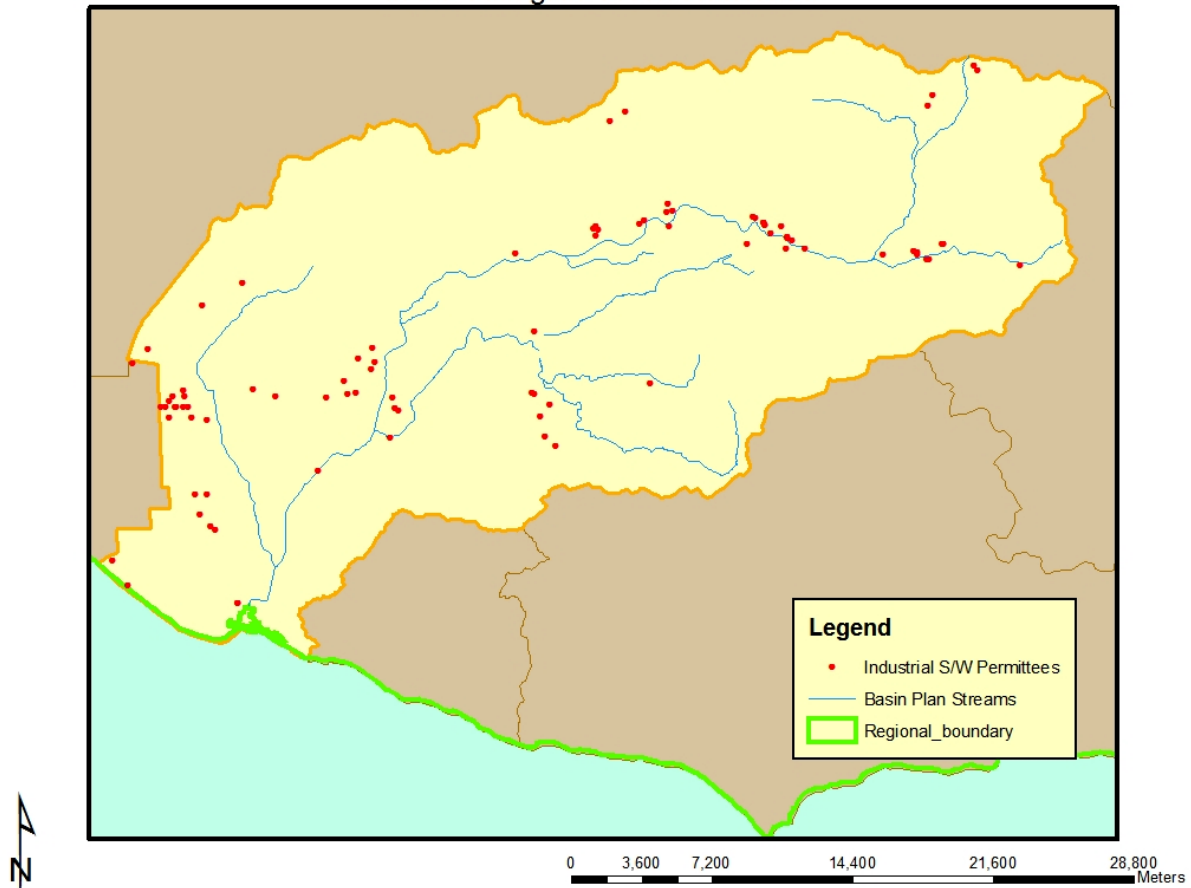 Legend
Industrial S/W Permittees
Basin Plan Streams
Regional_boundary
N
0 3,600 7,200 14,400 21,600 28,800
Meters